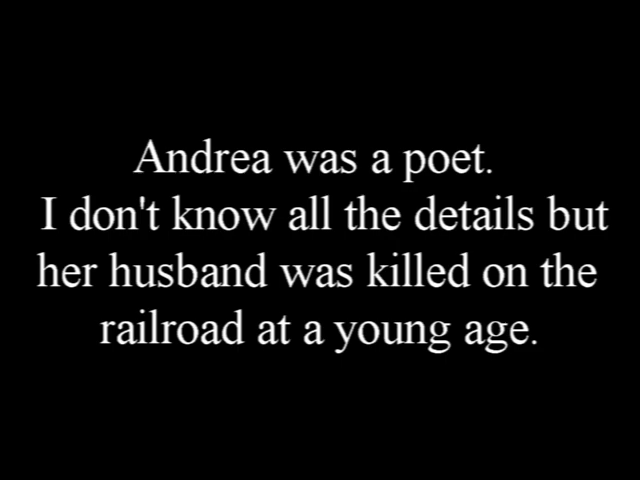 Andrea was a poet.
I don't know all the details but
her husband was killed on the
railroad at a young age.